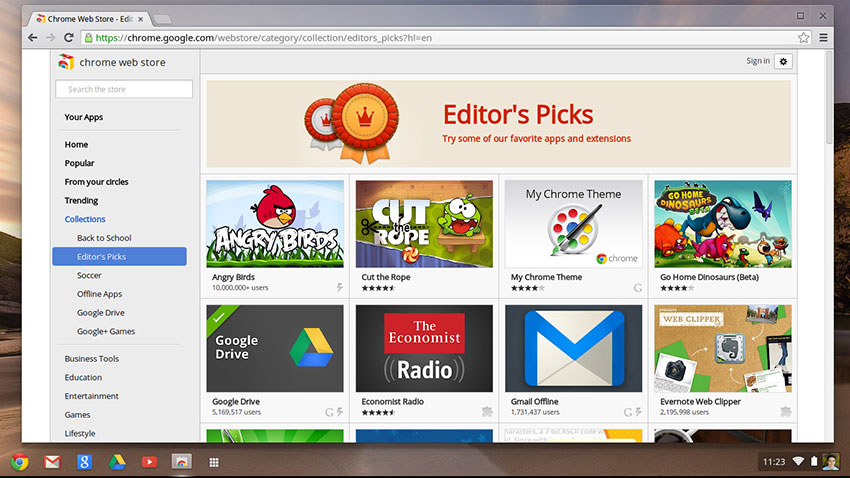 Chrome Web Store - Edi
https://chrome.google.com/webstore/category/collection/editors_picks?hl=en
chrome web store
Sign in
Search the store
Your Apps
Home
Popular
From your circles
Trending
Collections
Back to School
Editor's Picks
Soccer
Offline Apps
Google Drive
Google+ Games
Business Tools
Education
Entertainment
Games
Lifestyle
Editor's Picks
Try some of our favorite apps and extensions
ANGRY BIRDS
Angry Birds
10,000,000+ users
CUT THE ROPE
Cut the Rope
My Chrome Theme
chrome
My Chrome Theme
GO HOME
DINOSAURS
BETA
Go Home Dinosaurs (Beta)
Google
Drive
Google Drive
5,169,517 users
The
Economist
Radio
Economist Radio
Gmail Offline
1,731,437 users
WEB CLIPPER
Evernote Web Clipper
2,195,998 users
11:23